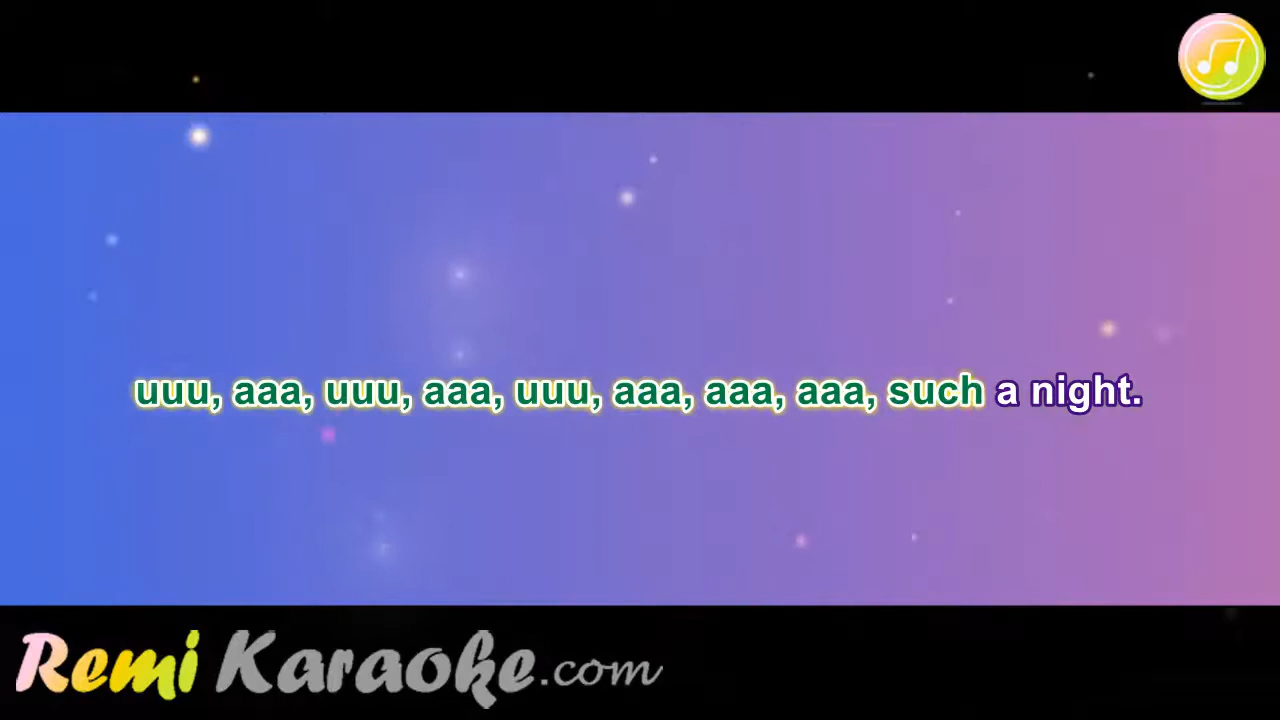 uuu, aaa, uuu, aaa, uuu, aaa, aaa, aaa, such a night.
Remi Karaoke.com